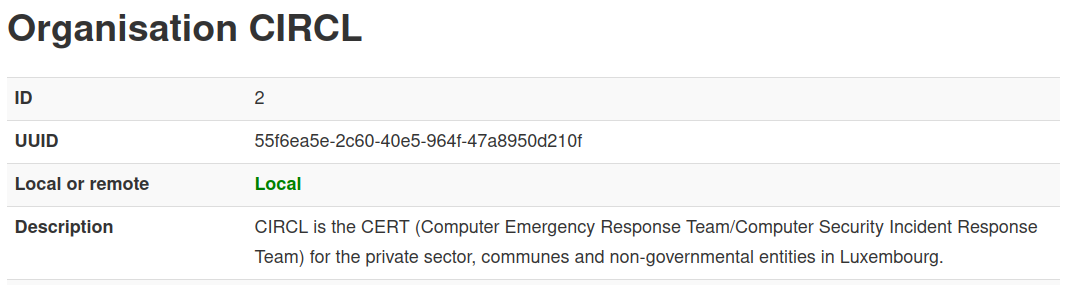 Organisation CIRCL
ID 2
UUID 55f6ea5e-2c60-40e5-964f-47a8950d210f
Local or remote Local
Description CIRCL is the CERT (Computer Emergency Response Team/Computer Security Incident Response
Team) for the private sector, communes and non-governmental entities in Luxembourg.